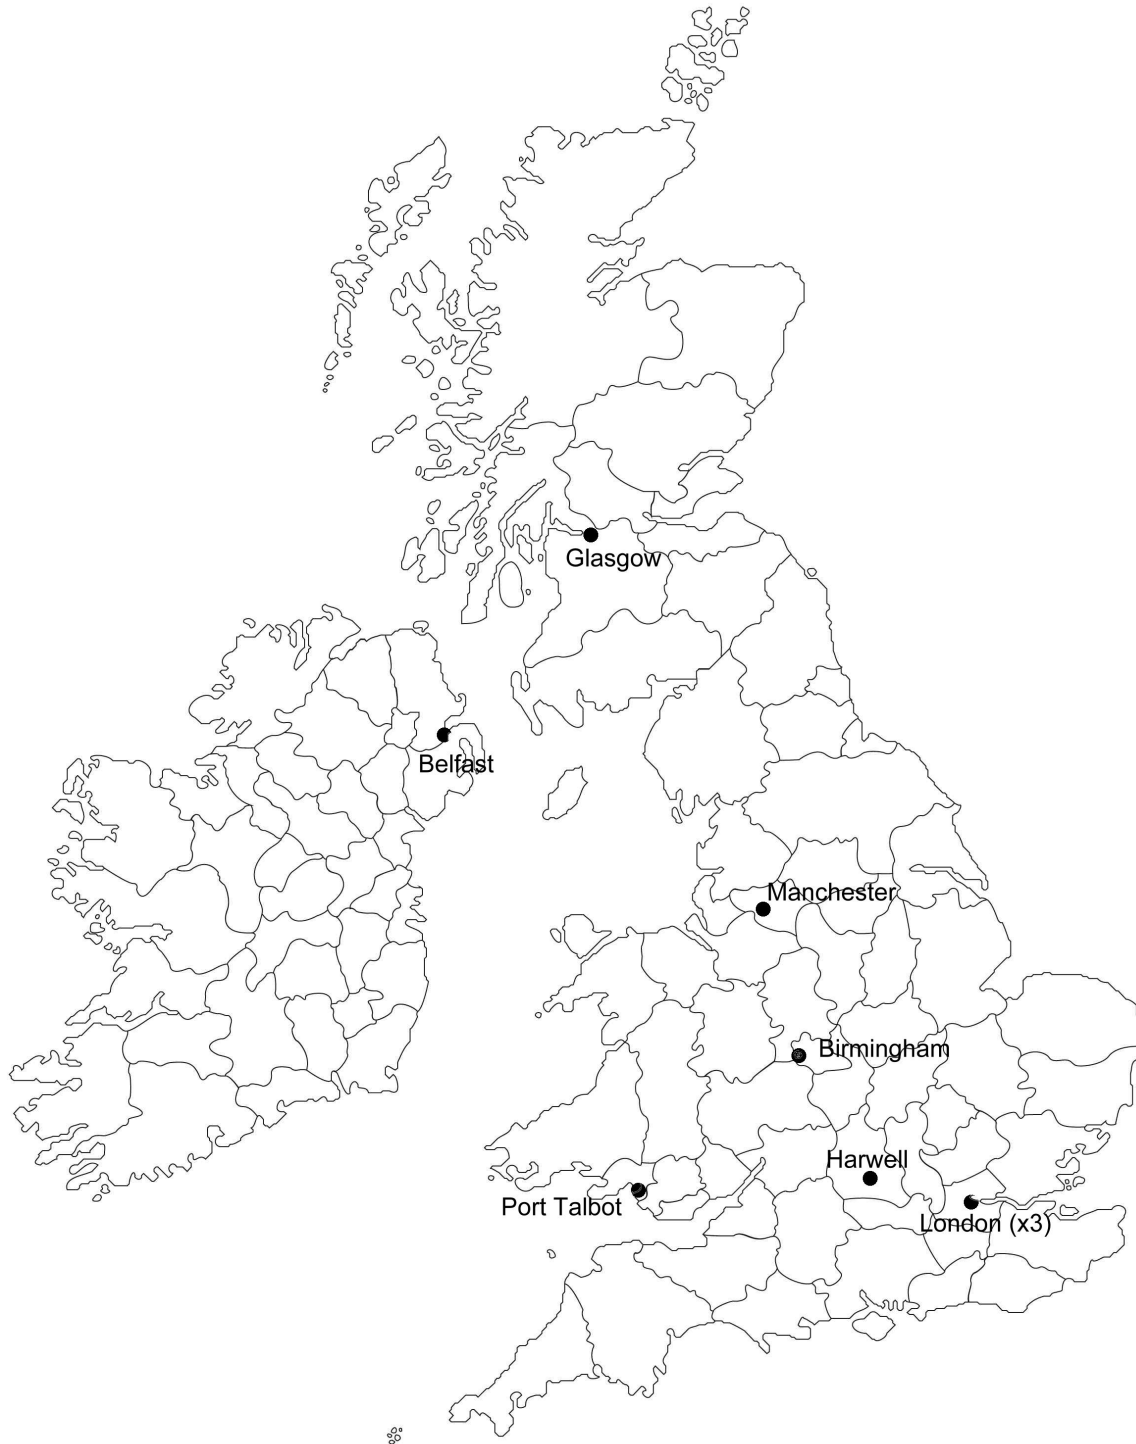 Glasgow
Belfast
Manchester
Birmingham
Harwell
Port Talbot
London (x3)